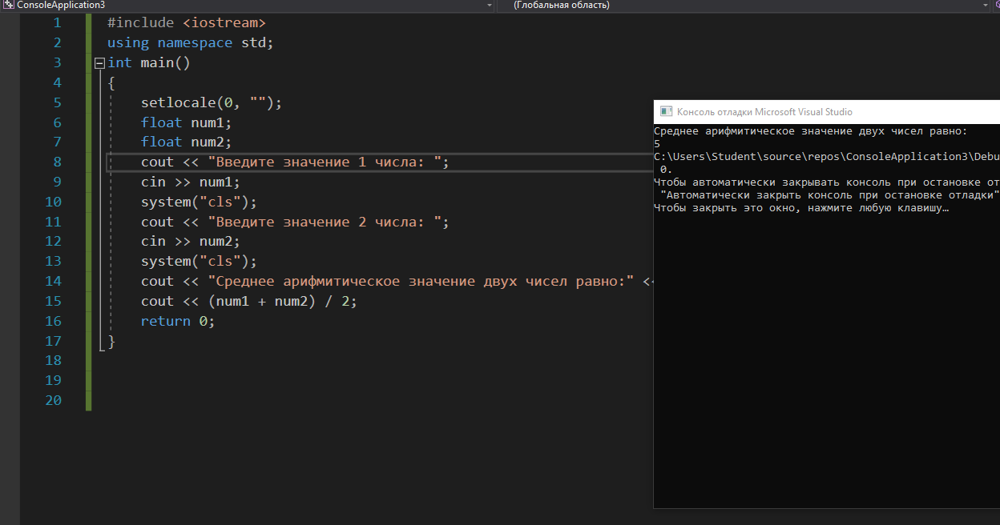 ConsoleApplication3 (Глобальная область)
1 #include <iostream>
2 using namespace std;
3 int main()
4 {
5 setlocale(0, "");
6 float num1;
7 float num2;
8 cout << "Введите значение 1 числа: ";
9 cin >> num1;
10 system("cls");
11 cout << "Введите значение 2 числа: ";
12 cin >> num2;
13 system("cls");
14 cout << "Среднее арифмитическое значение двух чисел равно:" <<
15 cout << (num1 + num2) / 2;
16 return 0;
17 }
18
19
20
Консоль отладки Microsoft Visual Studio
Среднее арифмитическое значение двух чисел равно:
5
C:\Users\Student\source\repos\ConsoleApplication3\Debu
0.
Чтобы автоматически закрывать консоль при остановке от
"Автоматически закрыть консоль при остановке отладки"
Чтобы закрыть это окно, нажмите любую клавишу…